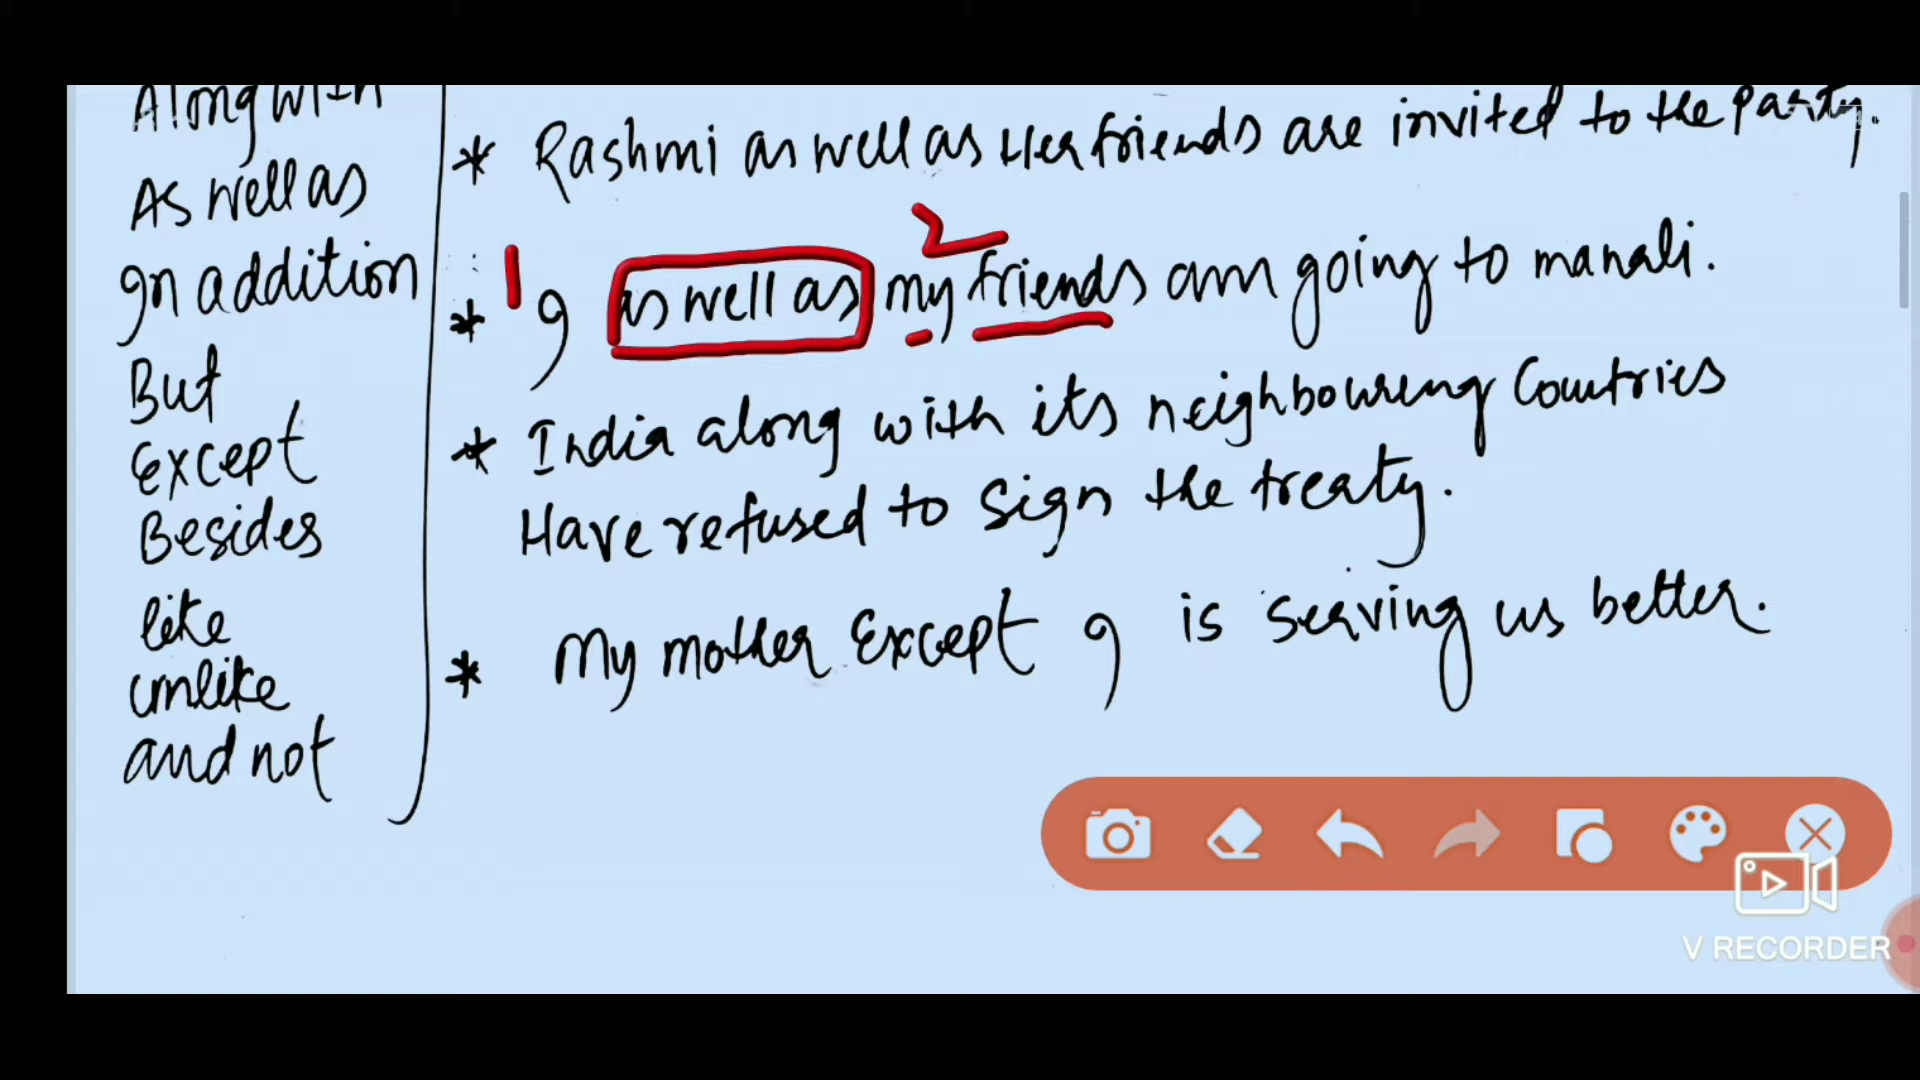 Along with
As well as
In addition
But
Except
Besides
like
unlike
and not
* Rashmi as well as Her friends are invited to the Party.
1 2
* I as well as my friends am going to manali.
* India along with its neighbouring Countries
Have refused to Sign the treaty.
* My mother Except I is serving us better.
V RECORDER